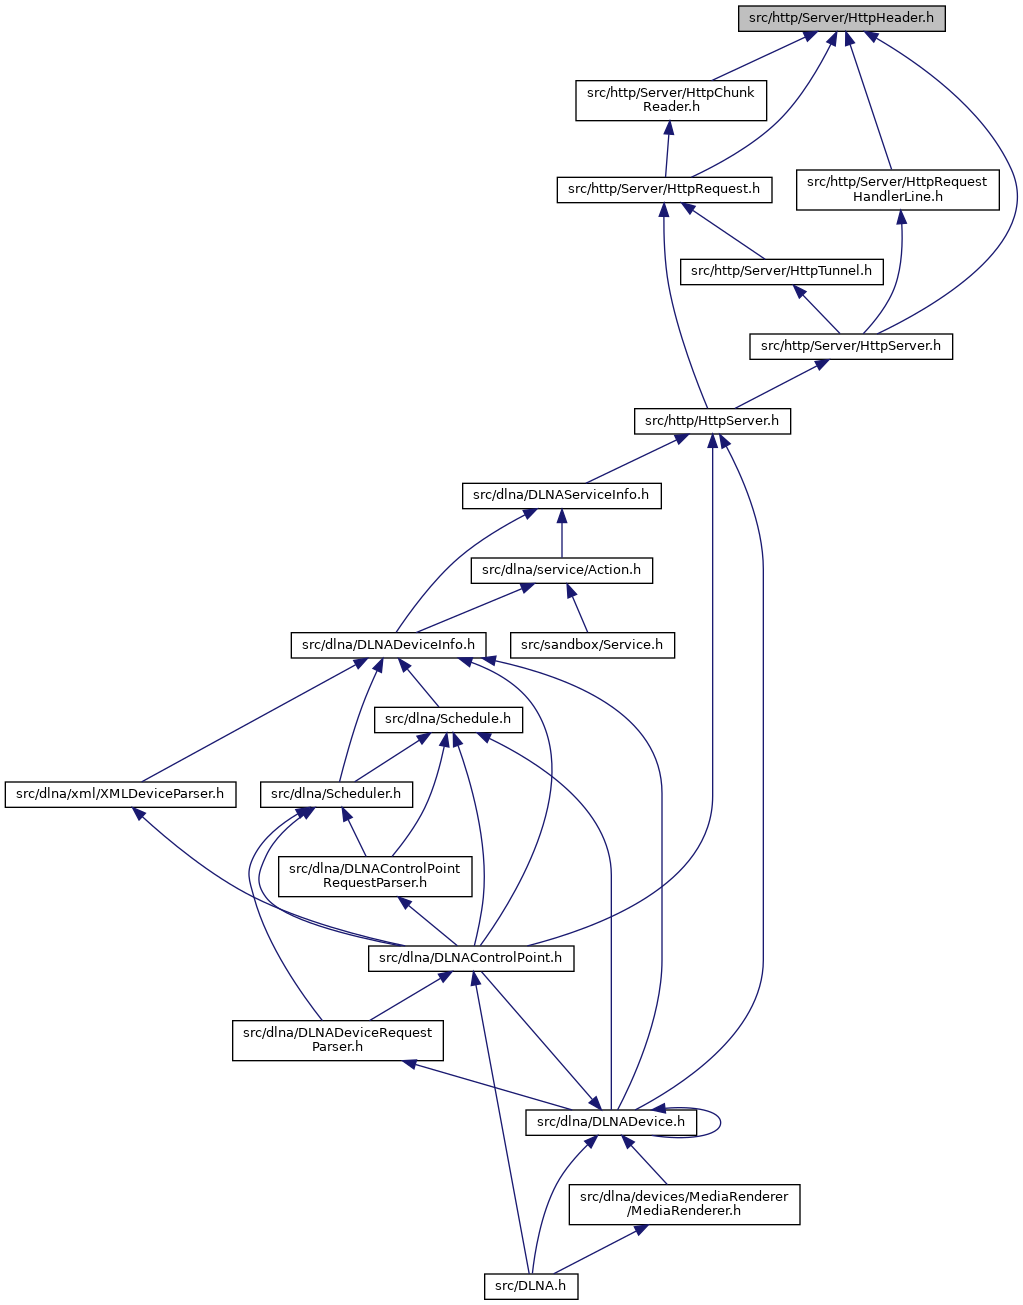 src/http/Server/HttpHeader.h
src/http/Server/HttpChunk
Reader.h
src/http/Server/HttpRequest.h
src/http/Server/HttpRequest
HandlerLine.h
src/http/Server/HttpTunnel.h
src/http/Server/HttpServer.h
src/http/HttpServer.h
src/dlna/DLNAServiceInfo.h
src/dlna/service/Action.h
src/dlna/DLNADeviceInfo.h
src/sandbox/Service.h
src/dlna/Schedule.h
src/dlna/xml/XMLDeviceParser.h
src/dlna/Scheduler.h
src/dlna/DLNAControlPoint
RequestParser.h
src/dlna/DLNAControlPoint.h
src/dlna/DLNADeviceRequest
Parser.h
src/dlna/DLNADevice.h
src/dlna/devices/MediaRenderer
/MediaRenderer.h
src/DLNA.h